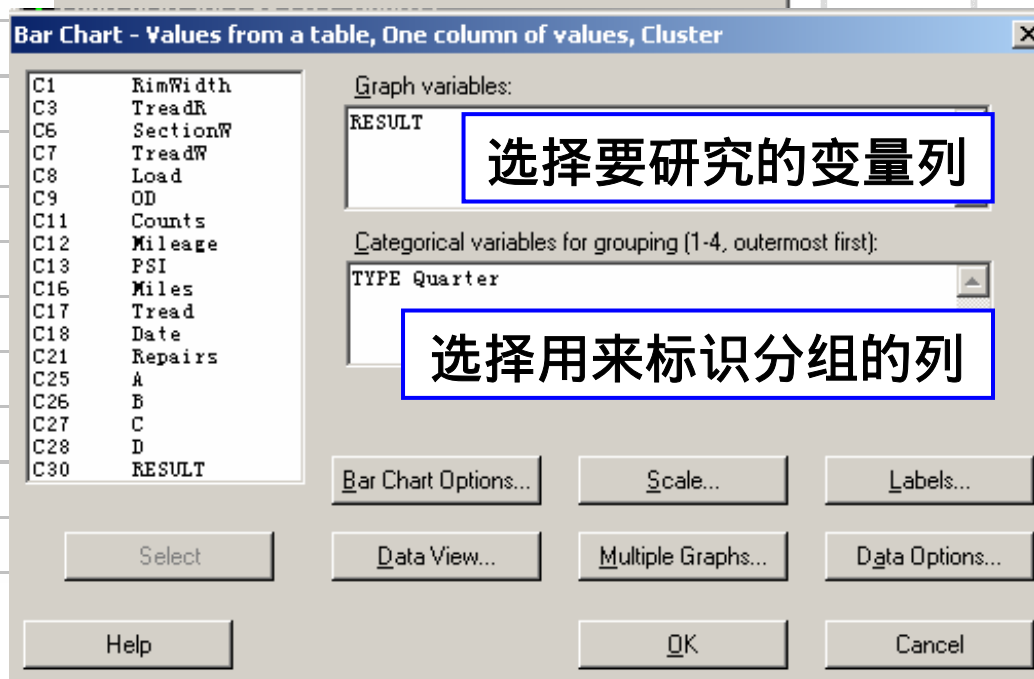 Bar Chart - Values from a table, One column of values, Cluster
C1 RimWidth
C3 TreadR
C6 SectionW
C7 TreadW
C8 Load
C9 OD
C11 Counts
C12 Mileage
C13 PSI
C16 Miles
C17 Tread
C18 Date
C21 Repairs
C25 A
C26 B
C27 C
C28 D
C30 RESULT
Graph variables:
RESULT
选择要研究的变量列
Categorical variables for grouping (1-4, outermost first):
TYPE Quarter
选择用来标识分组的列
Bar Chart Options... Scale... Labels...
Select Data View... Multiple Graphs... Data Options...
Help OK Cancel